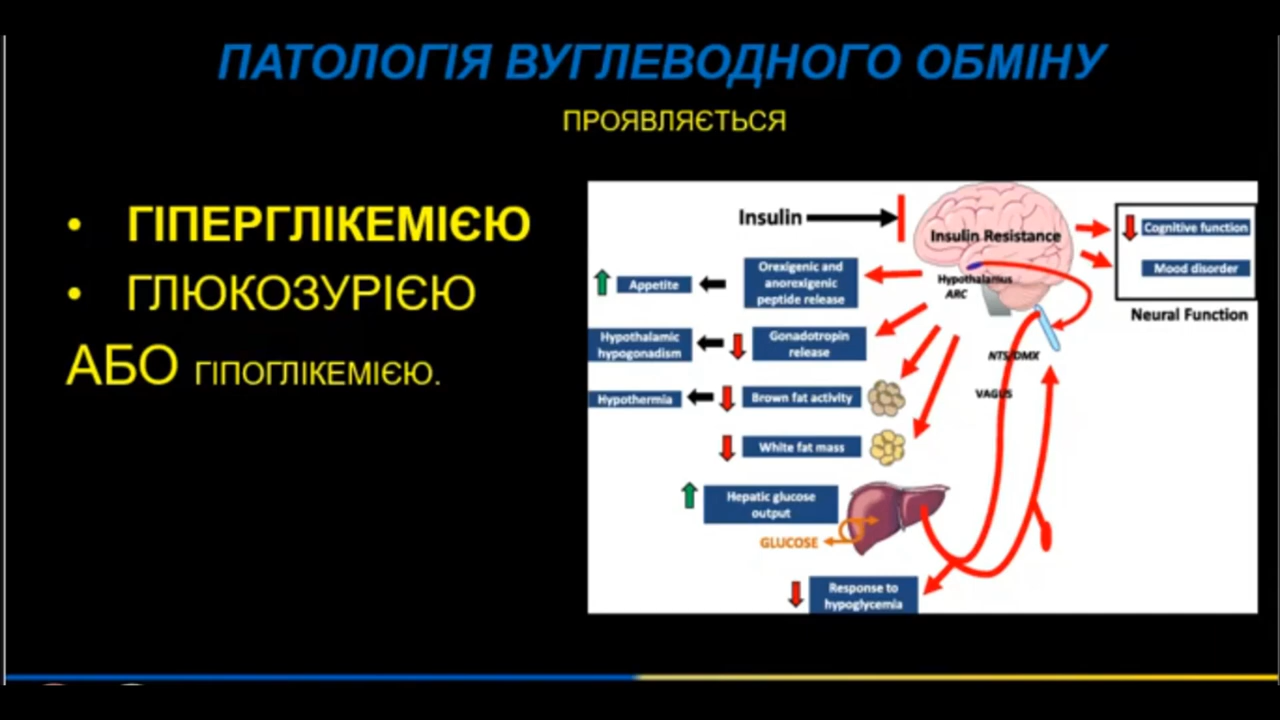 ПАТОЛОГІЯ ВУГЛЕВОДНОГО ОБМІНУ
ПРОЯВЛЯЄТЬСЯ
• ГІПЕРГЛІКЕМІЄЮ
• ГЛЮКОЗУРІЄЮ
АБО ГІПОГЛІКЕМІЄЮ.
Insulin
Insulin Resistance
Hypothalamus
ARC
Cognitive function
Mood disorder
Neural Function
Appetite
Orexigenic and
anorexigenic
peptide release
Hypothalamic
hypogonadism
Gonadotropin
release
NTS/DMX
VAGUS
Hypothermia
Brown fat activity
White fat mass
Hepatic glucose
output
GLUCOSE
Response to
hypoglycemia